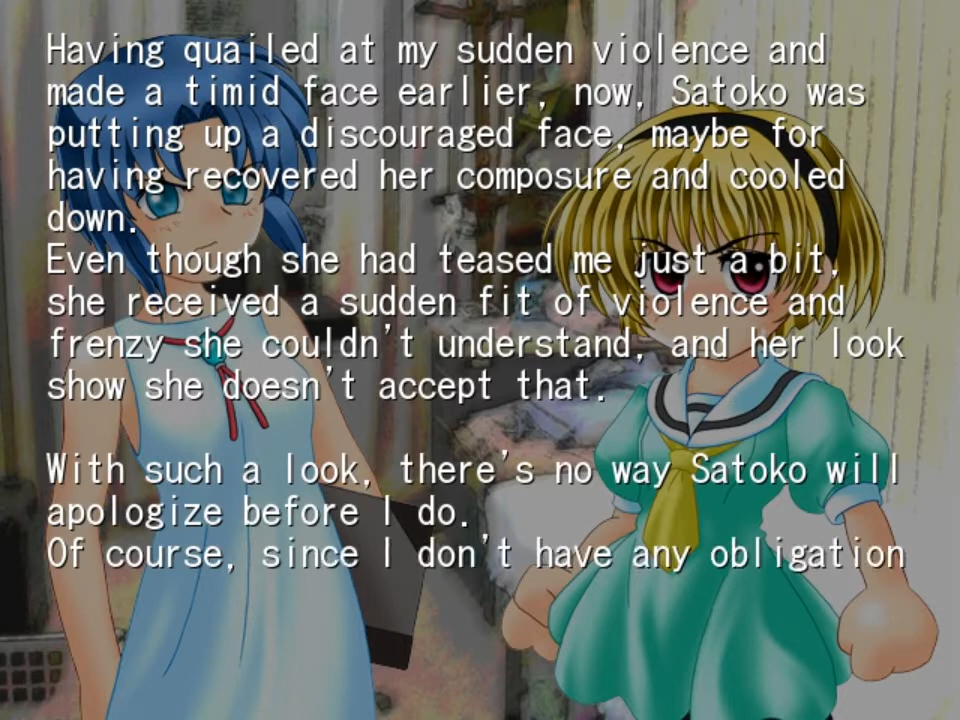 Having quailed at my sudden violence and
made a timid face earlier, now, Satoko was
putting up a discouraged face, maybe for
having recovered her composure and cooled
down.
Even though she had teased me just a bit,
she received a sudden fit of violence and
frenzy she couldn't understand, and her look
show she doesn't accept that.
With such a look, there's no way Satoko will
apologize before I do.
Of course, since I don't have any obligation